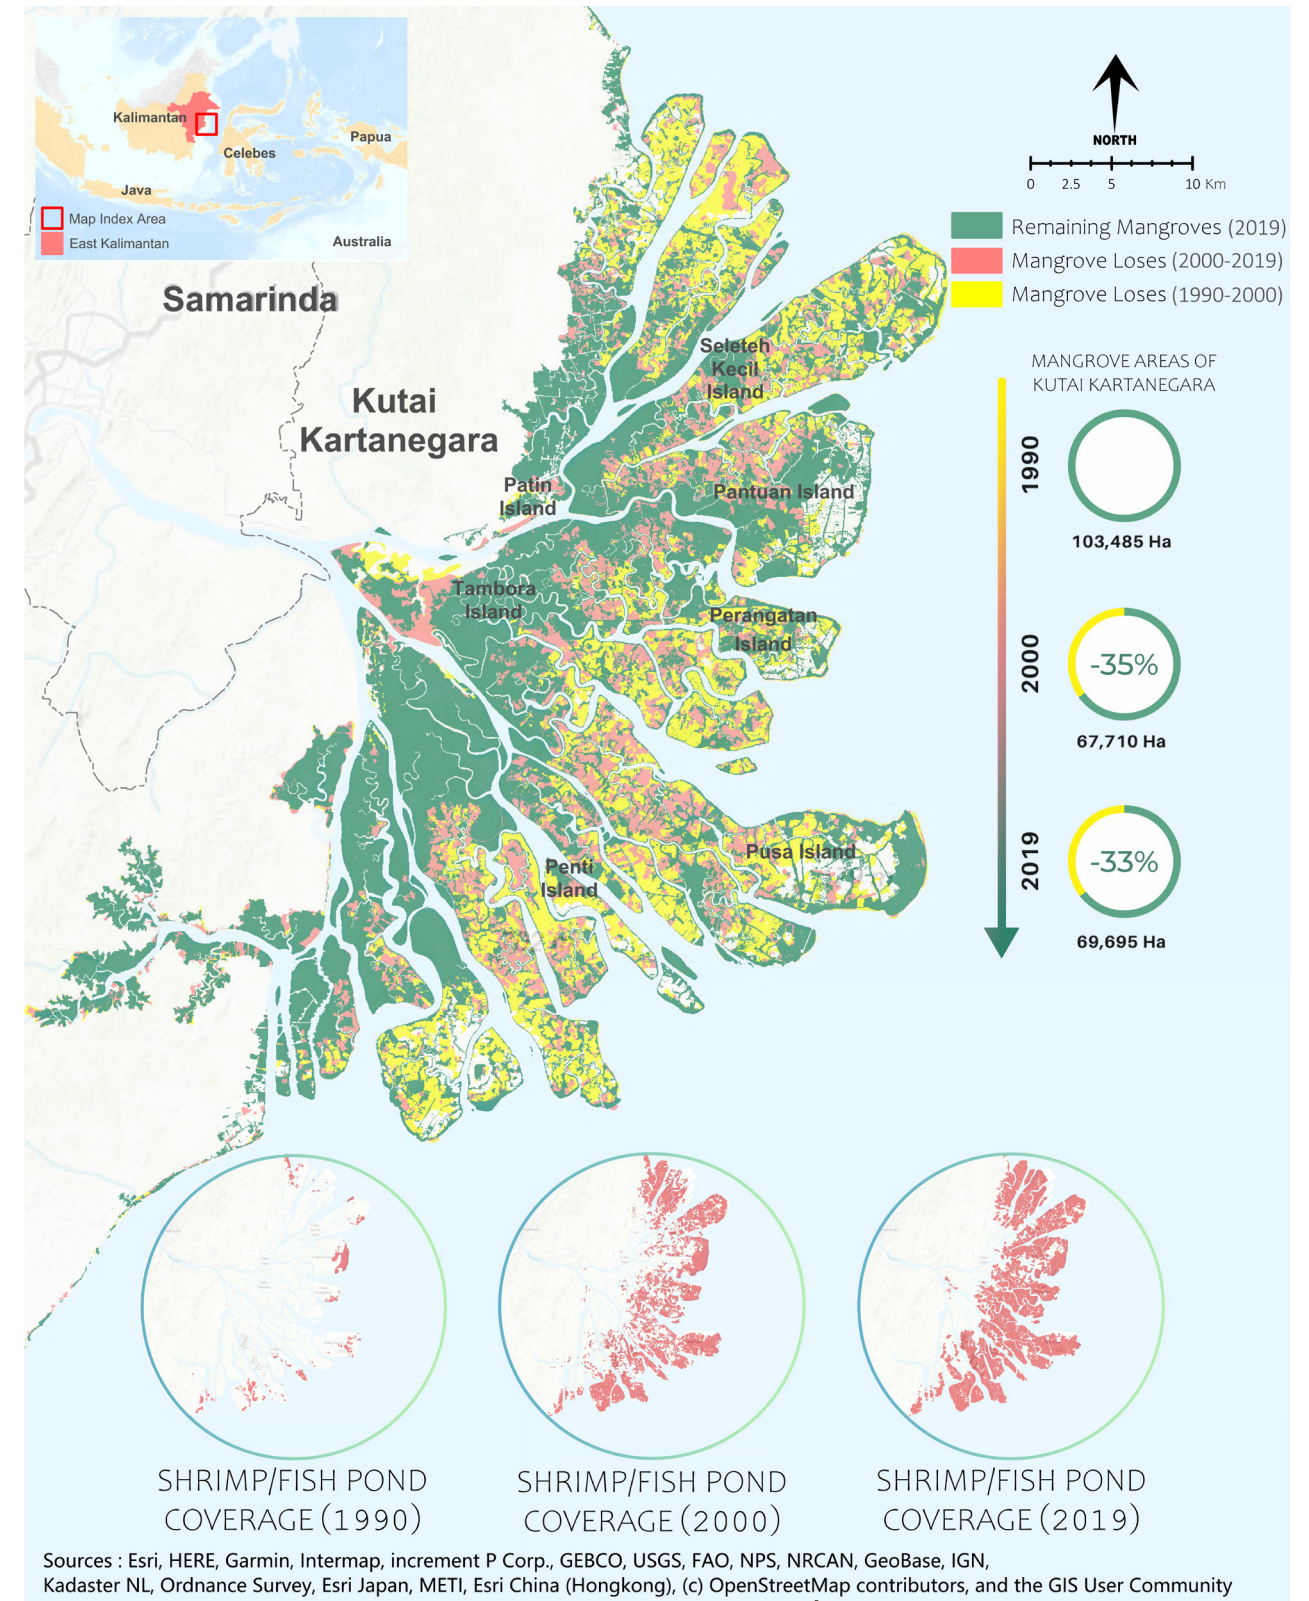 Kalimantan
Celebes
Papua
Java
Map Index Area
East Kalimantan
Australia
NORTH
0 2.5 5 10 Km
Remaining Mangroves (2019)
Mangrove Loses (2000-2019)
Mangrove Loses (1990-2000)
Samarinda
Kutai
Kartanegara
Seleteh
Kecil
Island
Patin
Island
Pantuan Island
Tambora
Island
Perangatan
Island
Pusa Island
Penti
Island
MANGROVE AREAS OF
KUTAI KARTANEGARA
1990
103,485 Ha
2000
-35%
67,710 Ha
2019
-33%
69,695 Ha
SHRIMP/FISH POND
COVERAGE (1990)
SHRIMP/FISH POND
COVERAGE (2000)
SHRIMP/FISH POND
COVERAGE (2019)
Sources : Esri, HERE, Garmin, Intermap, increment P Corp., GEBCO, USGS, FAO, NPS, NRCAN, GeoBase, IGN,
Kadaster NL, Ordnance Survey, Esri Japan, METI, Esri China (Hongkong), (c) OpenStreetMap contributors, and the GIS User Community